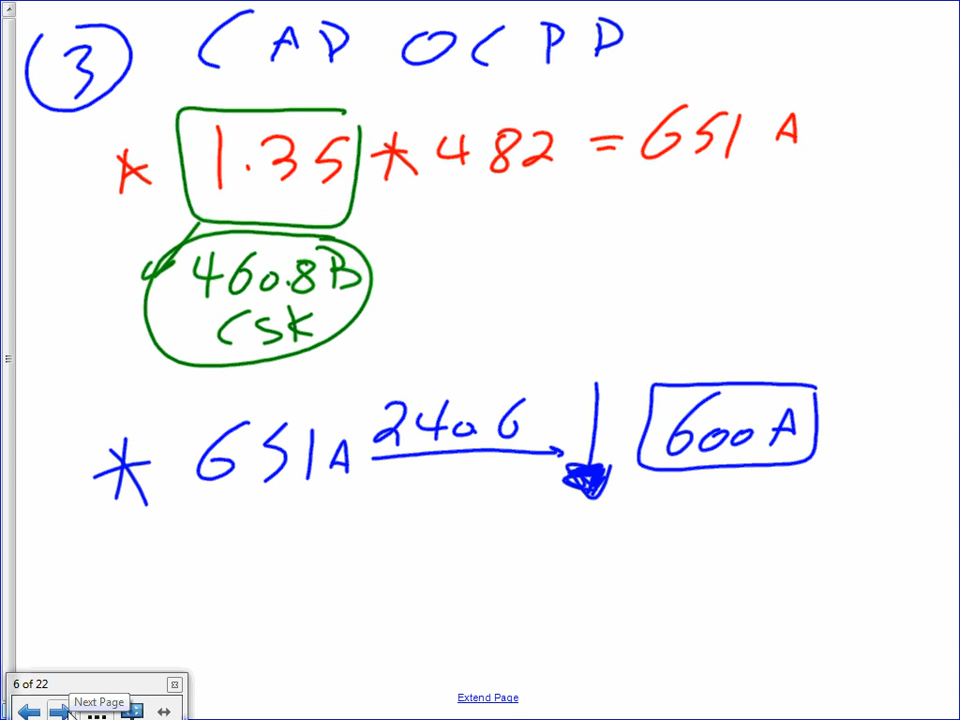 3 CAP OCPD
* 1.35 * 482 = 651 A
460.8B
CSK
* 651A 240.6 600A
6 of 22
Next Page
Extend Page